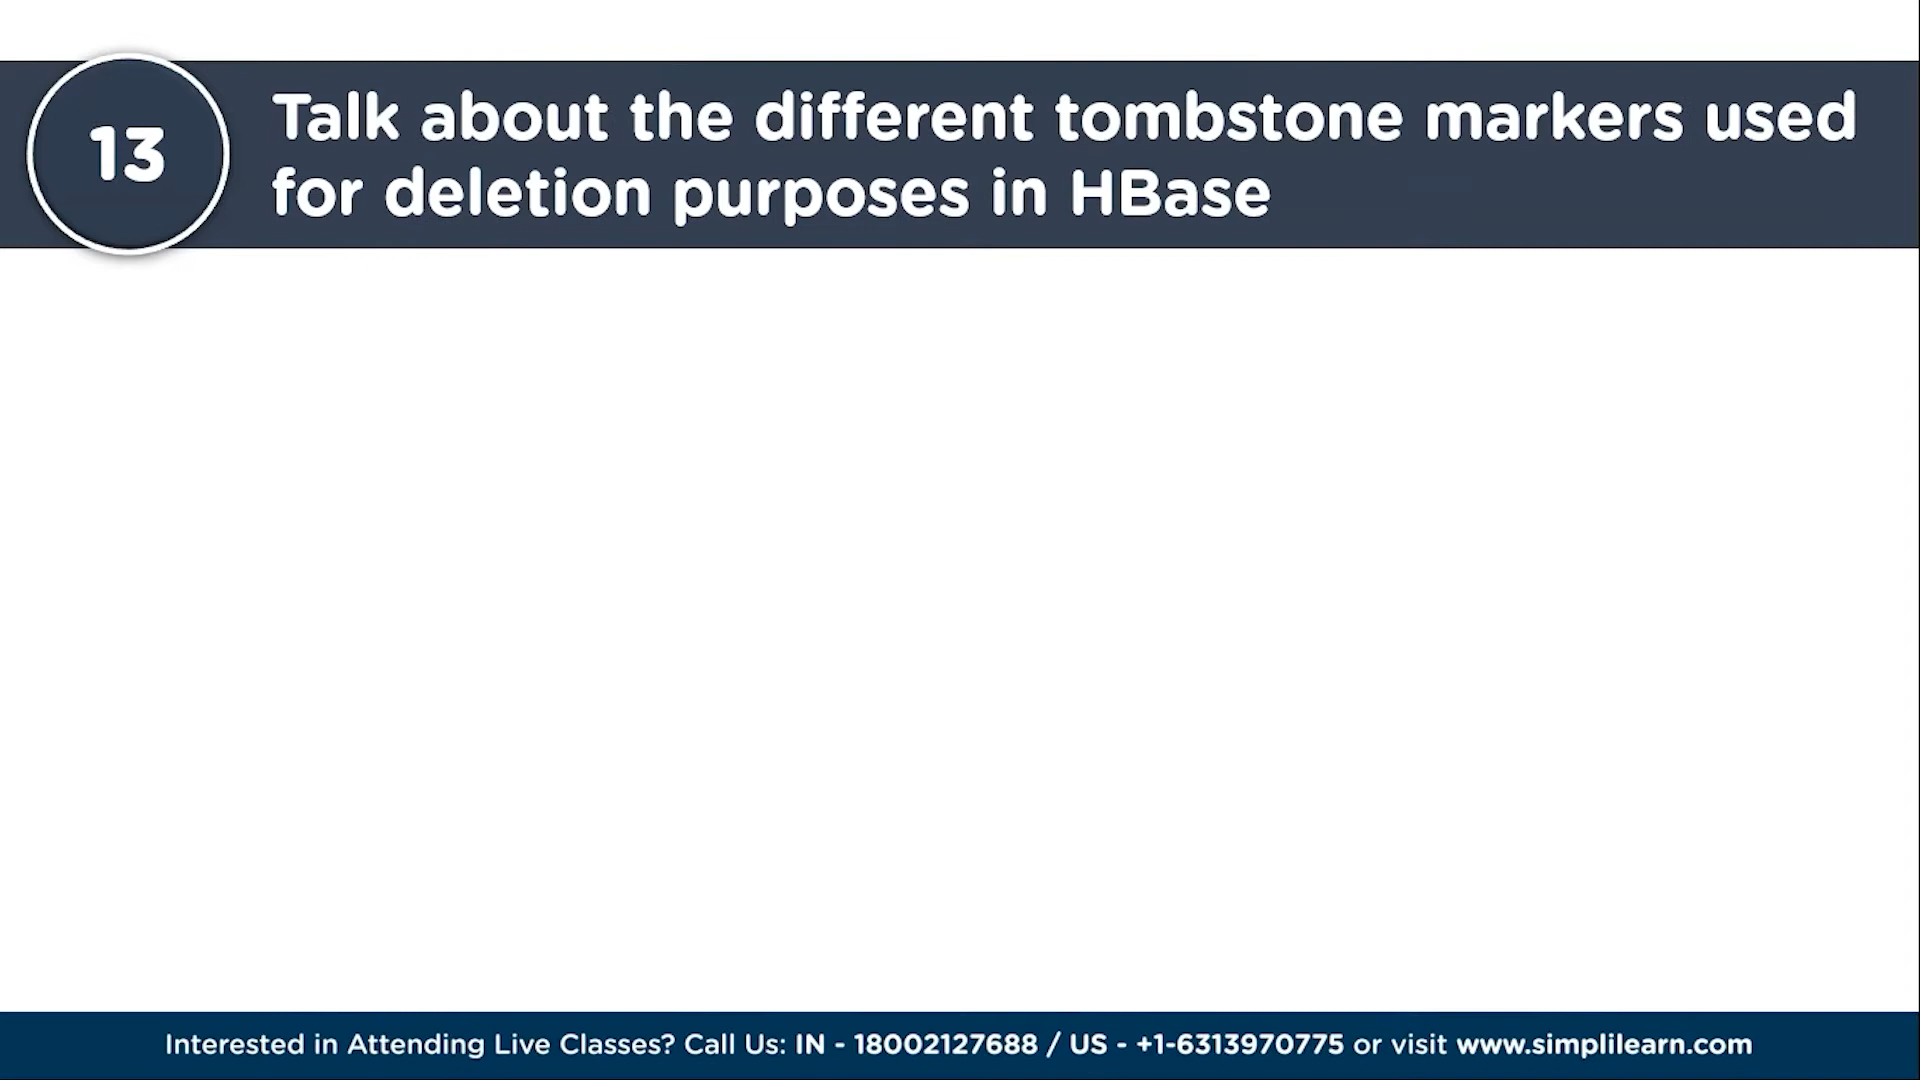 13
Talk about the different tombstone markers used
for deletion purposes in HBase
Interested in Attending Live Classes? Call Us: IN - 18002127688 / US - +1-6313970775 or visit www.simplilearn.com